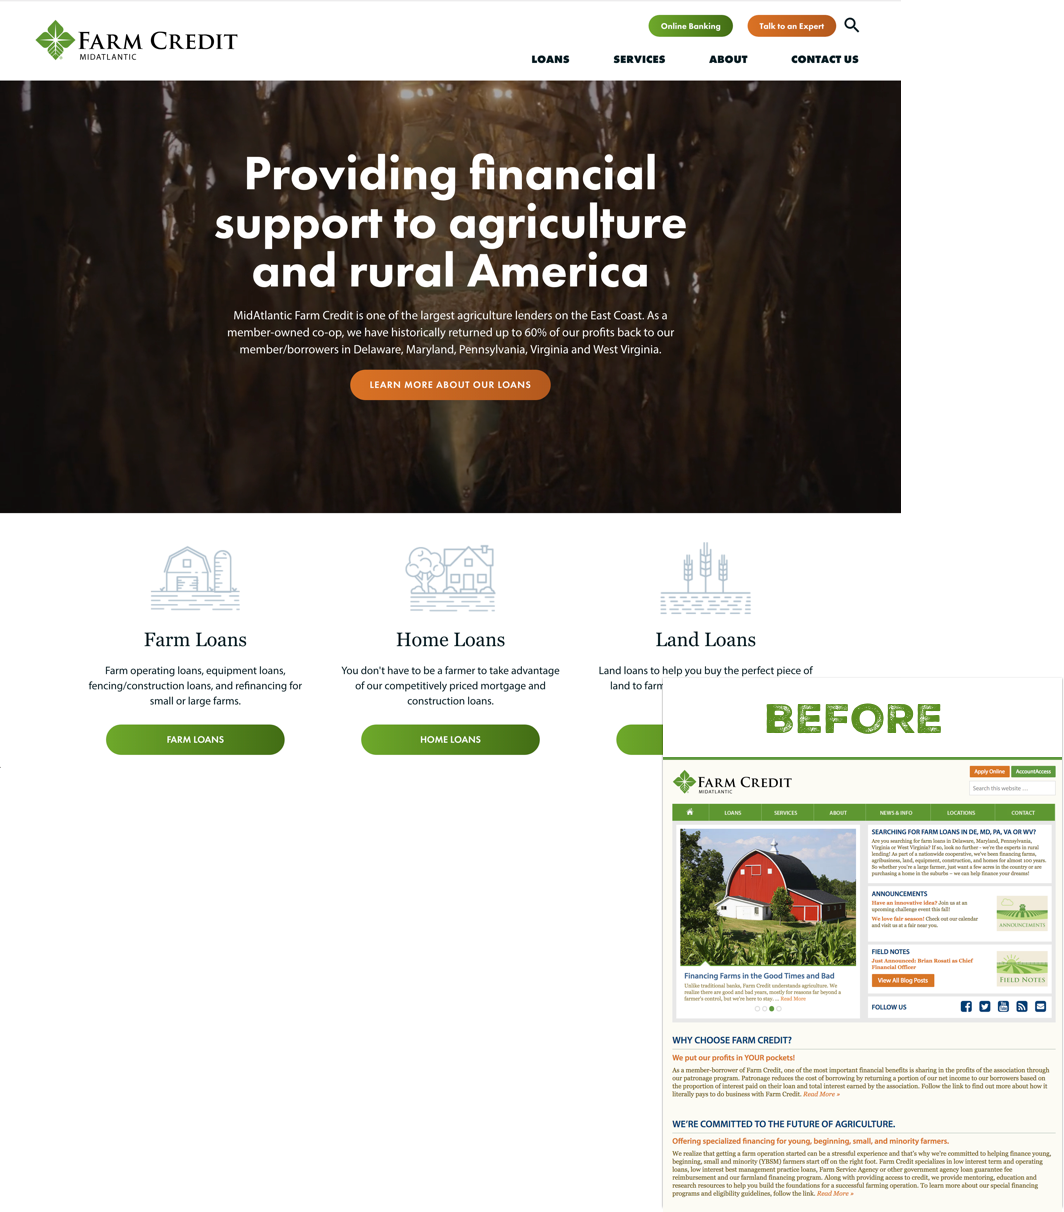 FARM CREDIT
MIDATLANTIC
Online Banking
Talk to an Expert
LOANS
SERVICES
ABOUT
CONTACT US
Providing financial
support to agriculture
and rural America
MidAtlantic Farm Credit is one of the largest agriculture lenders on the East Coast. As a
member-owned co-op, we have historically returned up to 60% of our profits back to our
member/borrowers in Delaware, Maryland, Pennsylvania, Virginia and West Virginia.
LEARN MORE ABOUT OUR LOANS
Farm Loans
Farm operating loans, equipment loans,
fencing/construction loans, and refinancing for
small or large farms.
FARM LOANS
Home Loans
You don't have to be a farmer to take advantage
of our competitively priced mortgage and
construction loans.
HOME LOANS
Land Loans
Land loans to help you buy the perfect piece of
land to farm
BEFORE
FARM CREDIT
MIDATLANTIC
Apply Online
AccountAccess
Search this website ...
LOANS
SERVICES
ABOUT
NEWS & INFO
LOCATIONS
CONTACT
Financing Farms in the Good Times and Bad
Unlike traditional banks, Farm Credit understands agriculture. We
realize there are good and bad years, mostly for reasons far beyond a
farmer's control, but we're here to stay. ... Read More
SEARCHING FOR FARM LOANS IN DE, MD, PA, VA OR WV?
Are you searching for farm loans in Delaware, Maryland, Pennsylvania,
Virginia or West Virginia? If so, look no further - we're the experts in rural
lending! As part of a nationwide cooperative, we've been financing farms,
agribusiness, land, equipment, construction, and homes for almost 100 years.
So whether you're a large farmer, just want a few acres in the country or are
purchasing a home in the suburbs – we can help finance your dreams!
ANNOUNCEMENTS
Have an innovative idea? Join us at an
upcoming challenge event this fall!
We love fair season! Check out our calendar
and visit us at a fair near you.
ANNOUNCEMENTS
FIELD NOTES
Just Announced: Brian Rosati as Chief
Financial Officer
View All Blog Posts
FIELD NOTES
FOLLOW US
WHY CHOOSE FARM CREDIT?
We put our profits in YOUR pockets!
As a member-borrower of Farm Credit, one of the most important financial benefits is sharing in the profits of the association through
our patronage program. Patronage reduces the cost of borrowing by returning a portion of our net income to our borrowers based on
the proportion of interest paid on their loan and total interest earned by the association. Follow the link to find out more about how it
literally pays to do business with Farm Credit. Read More »
WE'RE COMMITTED TO THE FUTURE OF AGRICULTURE.
Offering specialized financing for young, beginning, small, and minority farmers.
We realize that getting a farm operation started can be a stressful experience and that's why we're committed to helping finance young,
beginning, small and minority (YBSM) farmers start off on the right foot. Farm Credit specializes in low interest term and operating
loans, low interest best management practice loans, Farm Service Agency or other government agency loan guarantee fee
reimbursement and our farmland financing program. Along with providing access to credit, we provide mentoring, education and
research resources to help you build the foundations for a successful farming operation. To learn more about our special financing
programs and eligibility guidelines, follow the link. Read More »